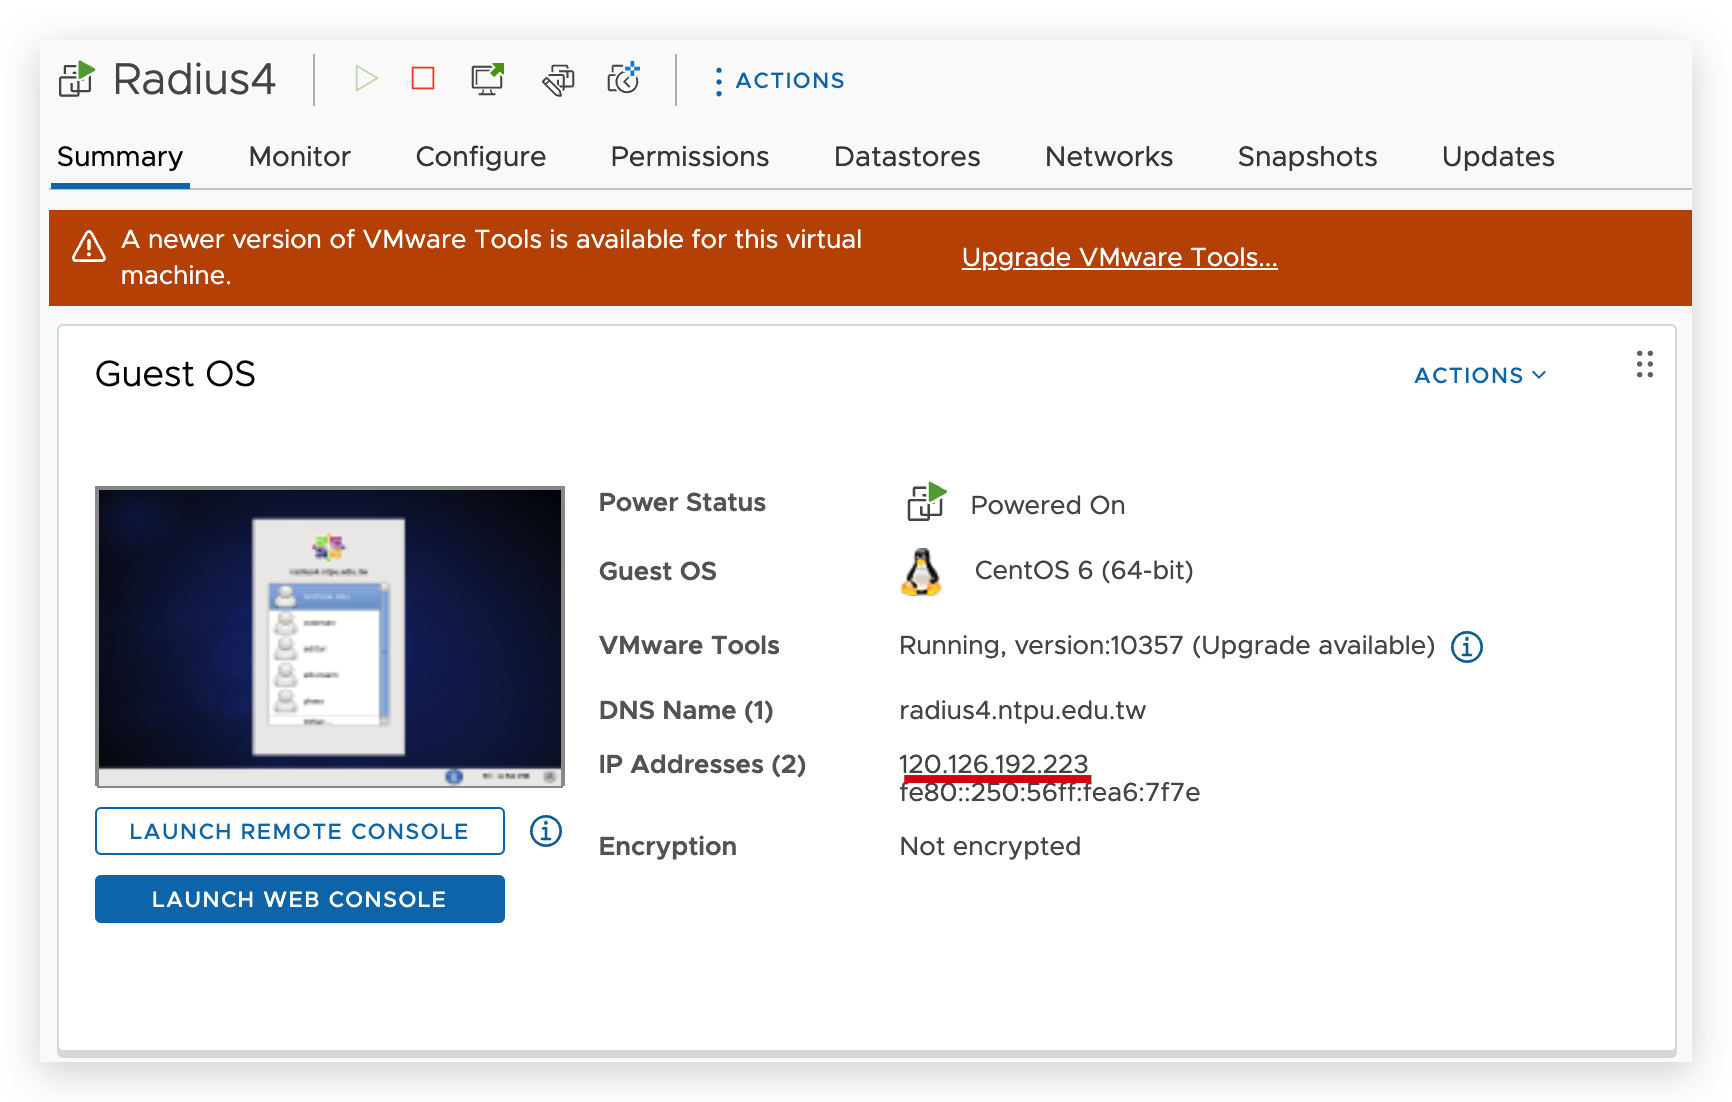 Radius4
ACTIONS
Summary Monitor Configure Permissions Datastores Networks Snapshots Updates
A newer version of VMware Tools is available for this virtual
machine.
Upgrade VMware Tools...
Guest OS
ACTIONS
Power Status Powered On
Guest OS CentOS 6 (64-bit)
VMware Tools Running, version:10357 (Upgrade available)
DNS Name (1) radius4.ntpu.edu.tw
IP Addresses (2) 120.126.192.223
fe80::250:56ff:fea6:7f7e
Encryption Not encrypted
LAUNCH REMOTE CONSOLE
LAUNCH WEB CONSOLE